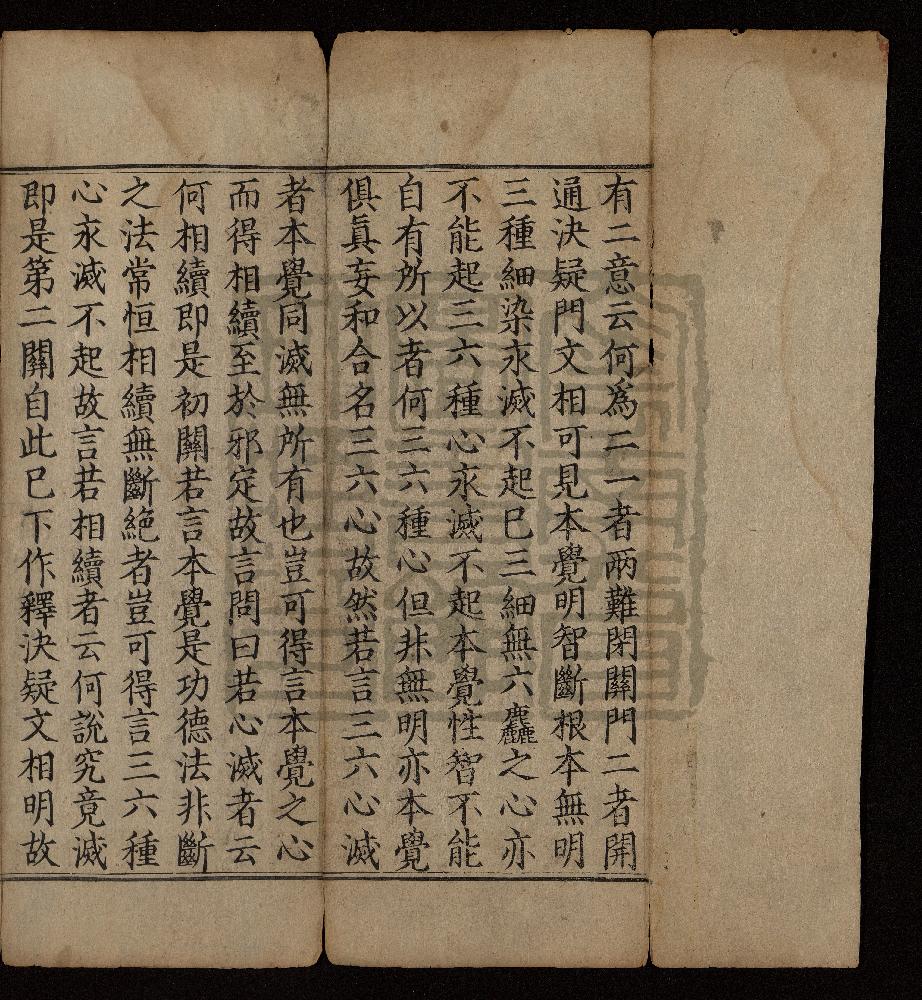 有二意云何爲二一者兩難閉關門二者開
通決疑門文相可見本覺明智斷根本無明
三種細染永滅不起已三細無六麤之心亦
不能起三六種心永滅不起本覺性智不能
自有所以者何三六種心但非無明亦本覺
俱眞妄和合名三六心故然若言三六心滅
者本覺同滅無所有也豈可得言本覺之心
而得相續至於邪定故言問曰若心滅者云
何相續即是初關若言本覺是功德法非斷
之法常恒相續無斷絶者豈可得言三六種
心永滅不起故言若相續者云何說究竟滅
即是第二關自此已下作釋決疑文相明故